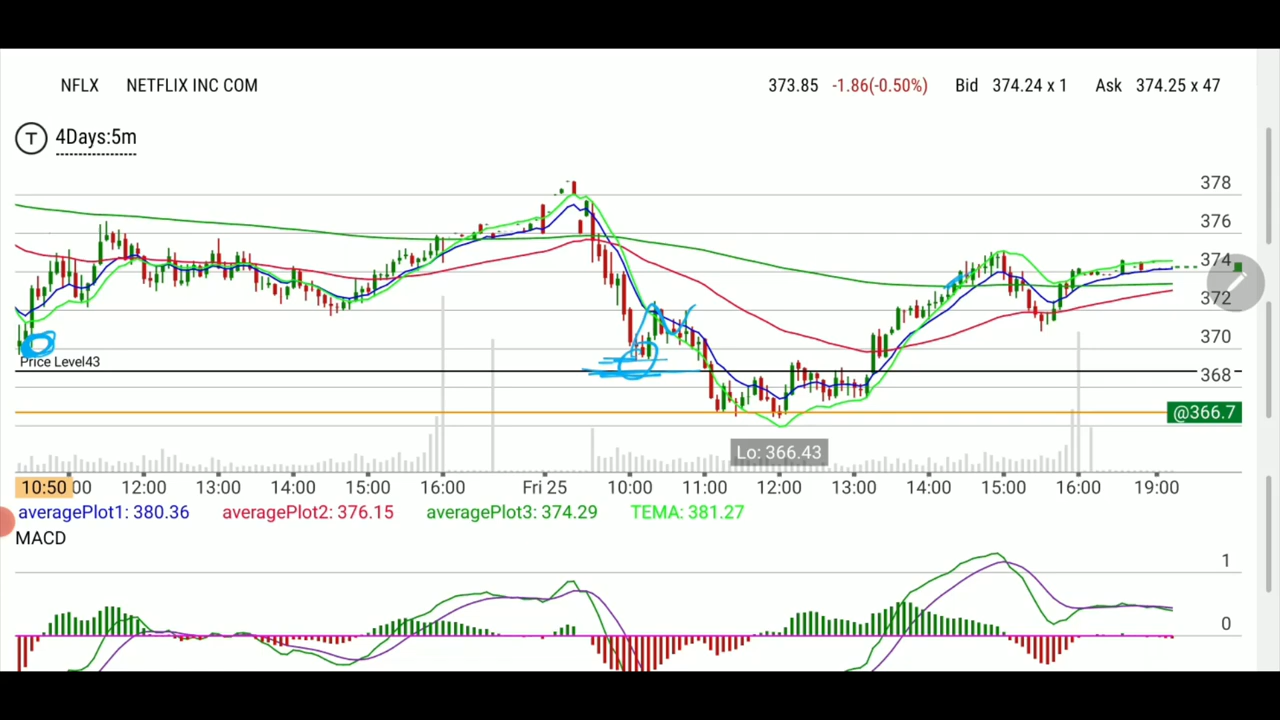 NFLX NETFLIX INC COM 373.85 -1.86(-0.50%) Bid 374.24 x 1 Ask 374.25 x 47
T 4Days:5m
378
376
374
372
370
Price Level43
368
@366.7
Lo: 366.43
10:50 :00 12:00 13:00 14:00 15:00 16:00 Fri 25 10:00 11:00 12:00 13:00 14:00 15:00 16:00 19:00
averagePlot1: 380.36 averagePlot2: 376.15 averagePlot3: 374.29 TEMA: 381.27
MACD
1
0